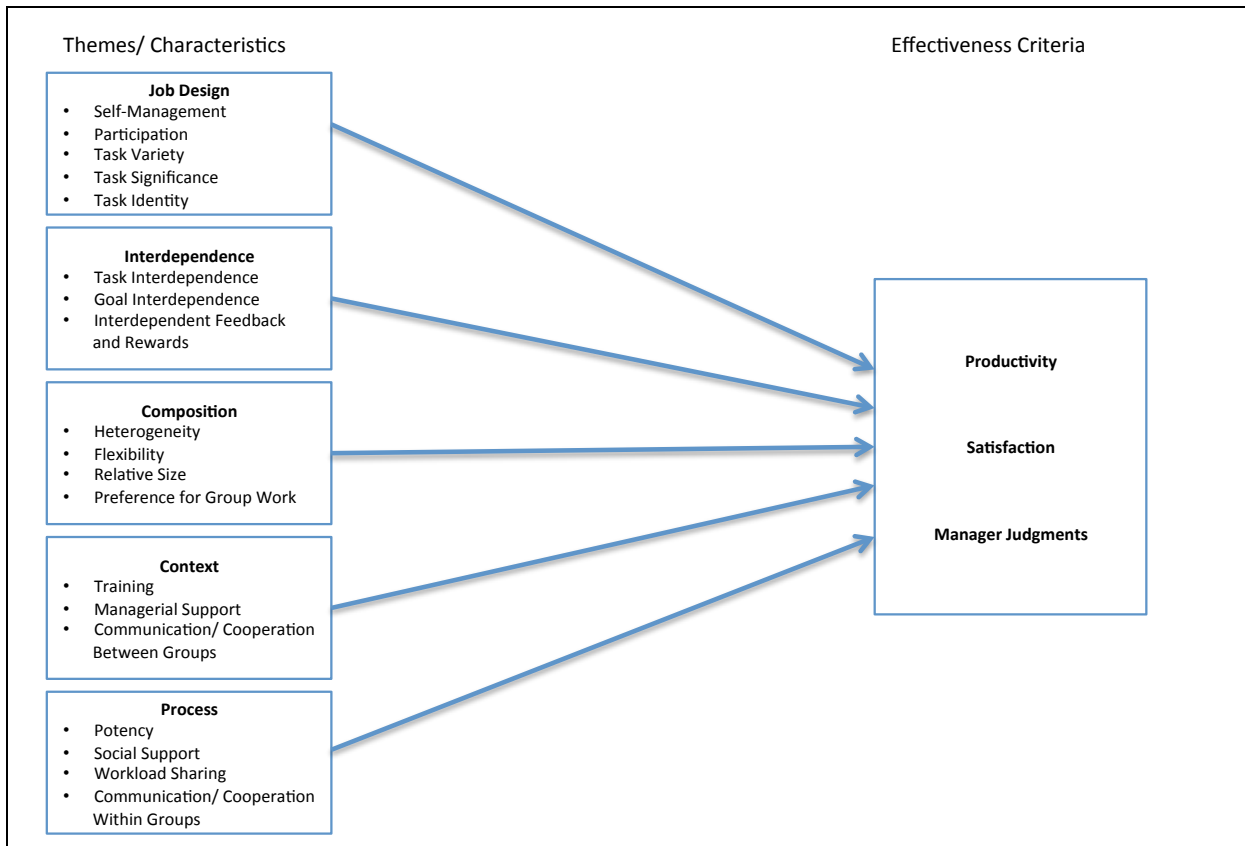 Themes/ Characteristics
Effectiveness Criteria
Job Design
• Self-Management
• Participation
• Task Variety
• Task Significance
• Task Identity
Interdependence
• Task Interdependence
• Goal Interdependence
• Interdependent Feedback
and Rewards
Composition
• Heterogeneity
• Flexibility
• Relative Size
• Preference for Group Work
Context
• Training
• Managerial Support
• Communication/ Cooperation
Between Groups
Process
• Potency
• Social Support
• Workload Sharing
• Communication/ Cooperation
Within Groups
Productivity
Satisfaction
Manager Judgments